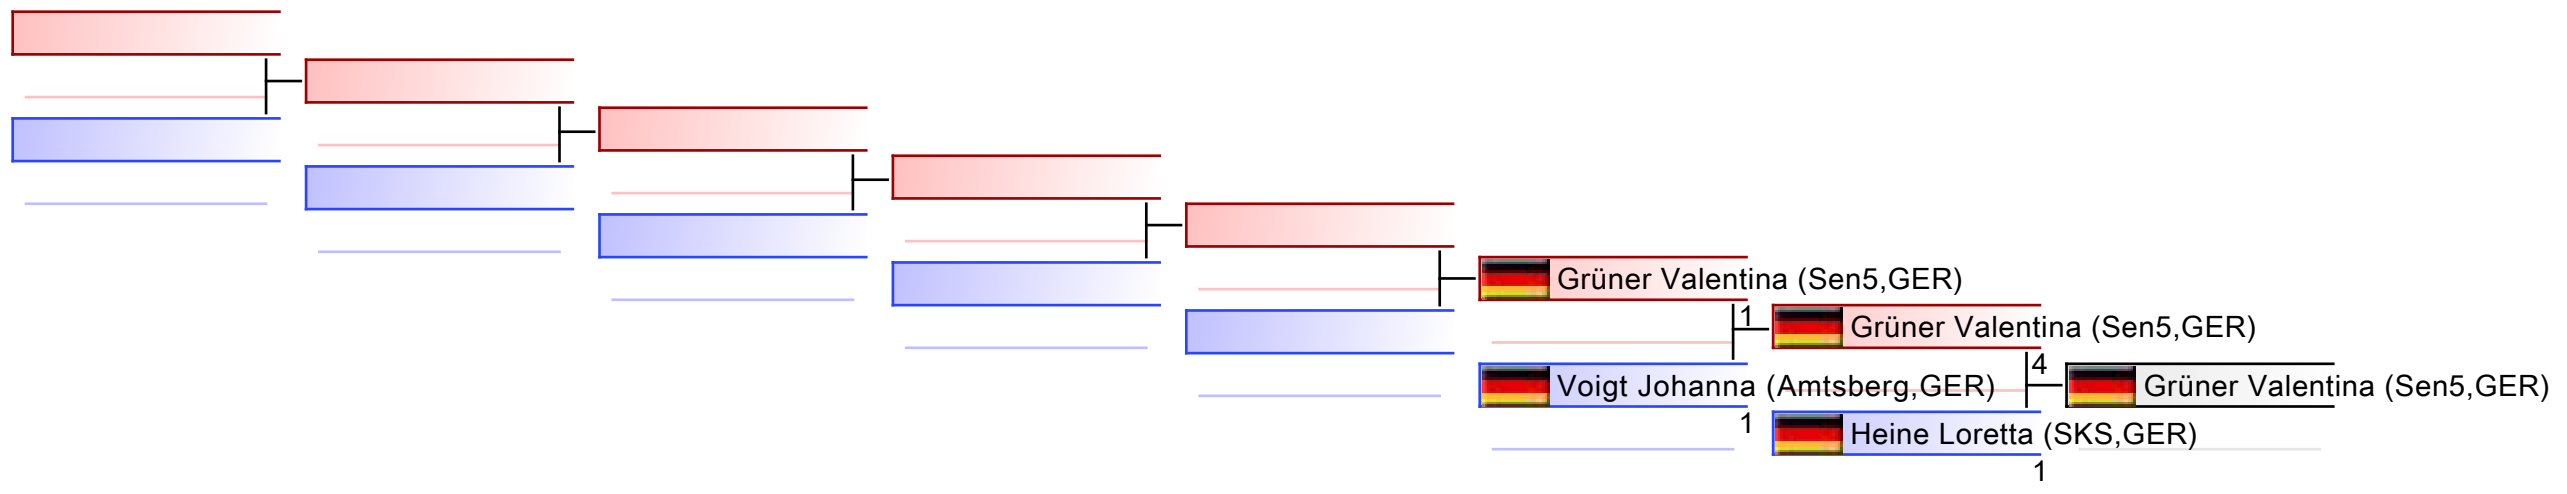 Grüner Valentina (Sen5,GER)
1
Grüner Valentina (Sen5,GER)
4
Voigt Johanna (Amtsberg,GER)
Grüner Valentina (Sen5,GER)
1
Heine Loretta (SKS,GER)
1